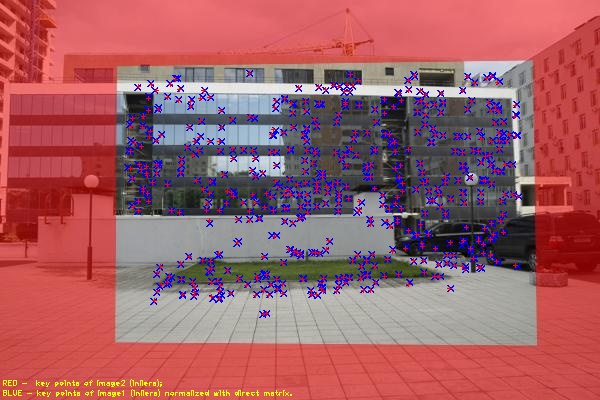 RED - key points of Image2 (inliers);
BLUE - key points of Image1 (inliers) normalized with direct matrix.